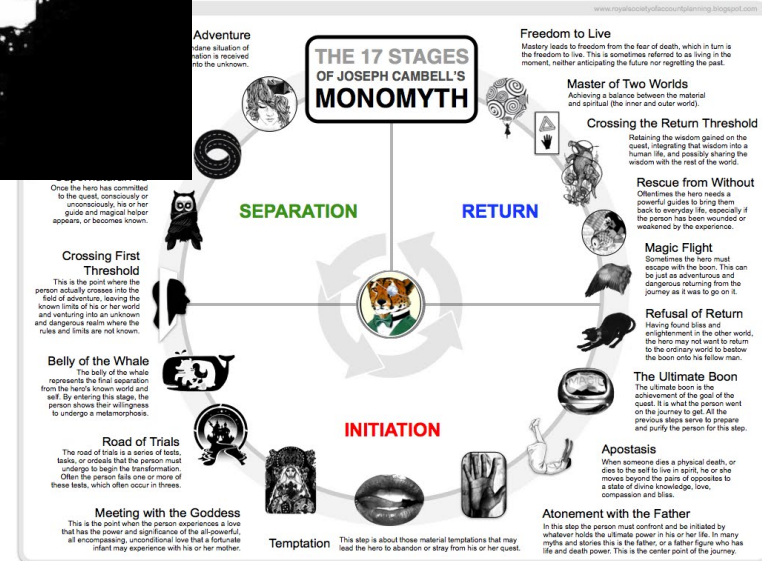 www.royalsocietyofaccountplanning.blogspot.com
THE 17 STAGES
OF JOSEPH CAMBELL'S
MONOMYTH
Adventure
situation of
is received
into the unknown.
Once the hero has committed
to the quest, consciously or
unconsciously, his or her
guide and magical helper
appears, or becomes known.
Crossing First
Threshold
This is the point where the
person actually crosses into the
field of adventure, leaving the
known limits of his or her world
and venturing into an unknown
and dangerous realm where the
rules and limits are not known.
Belly of the Whale
The belly of the whale
represents the final separation
from the hero's known world and
self. By entering this stage, the
person shows their willingness
to undergo a metamorphosis.
Road of Trials
The road of trials is a series of tests,
tasks, or ordeals that the person must
undergo to begin the transformation.
Often the person fails one or more of
these tests, which often occur in threes.
Meeting with the Goddess
This is the point when the person experiences a love
that has the power and significance of the all-powerful,
all encompassing, unconditional love that a fortunate
infant may experience with his or her mother.
Temptation
This step is about those material temptations that may
lead the hero to abandon or stray from his or her quest.
SEPARATION
RETURN
INITIATION
Freedom to Live
Mastery leads to freedom from the fear of death, which in turn is
the freedom to live. This is sometimes referred to as living in the
moment, neither anticipating the future nor regretting the past.
Master of Two Worlds
Achieving a balance between the material
and spiritual (the inner and outer world).
Crossing the Return Threshold
Retaining the wisdom gained on the
quest, integrating that wisdom into a
human life, and possibly sharing the
wisdom with the rest of the world.
Rescue from Without
Oftentimes the hero needs a
powerful guides to bring them
back to everyday life, especially if
the person has been wounded or
weakened by the experience.
Magic Flight
Sometimes the hero must
escape with the boon. This can
be just as adventurous and
dangerous returning from the
journey as it was to go on it.
Refusal of Return
Having found bliss and
enlightenment in the other world,
the hero may not want to return
to the ordinary world to bestow
the boon onto his fellow man.
The Ultimate Boon
The ultimate boon is the
achievement of the goal of the
quest. It is what the person went
on the journey to get. All the
previous steps serve to prepare
and purify the person for this step.
Apostasis
When someone dies a physical death, or
dies to the self to live in spirit, he or she
moves beyond the pairs of opposites to
a state of divine knowledge, love,
compassion and bliss.
Atonement with the Father
In this step the person must confront and be initiated by
whatever holds the ultimate power in his or her life. In many
myths and stories this is the father, or a father figure who has
life and death power. This is the center point of the journey.